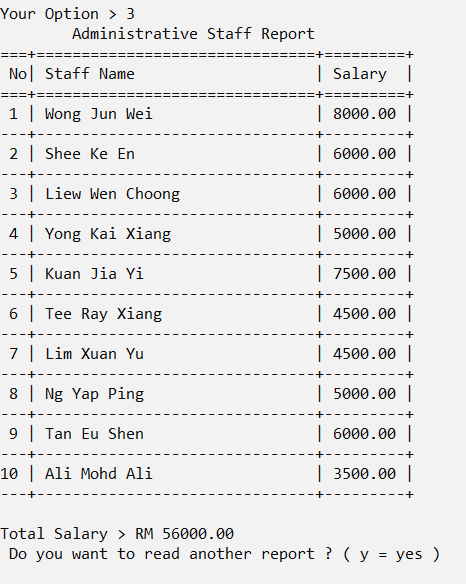 Your Option > 3
        Administrative Staff Report
===+===============================+=========+
 No| Staff Name                    | Salary  |
===+===============================+=========+
 1 | Wong Jun Wei                  | 8000.00 |
---+-------------------------------+---------+
 2 | Shee Ke En                    | 6000.00 |
---+-------------------------------+---------+
 3 | Liew Wen Choong               | 6000.00 |
---+-------------------------------+---------+
 4 | Yong Kai Xiang                | 5000.00 |
---+-------------------------------+---------+
 5 | Kuan Jia Yi                   | 7500.00 |
---+-------------------------------+---------+
 6 | Tee Ray Xiang                 | 4500.00 |
---+-------------------------------+---------+
 7 | Lim Xuan Yu                   | 4500.00 |
---+-------------------------------+---------+
 8 | Ng Yap Ping                   | 5000.00 |
---+-------------------------------+---------+
 9 | Tan Eu Shen                   | 6000.00 |
---+-------------------------------+---------+
10 | Ali Mohd Ali                  | 3500.00 |
---+-------------------------------+---------+

Total Salary > RM 56000.00
 Do you want to read another report ? ( y = yes )